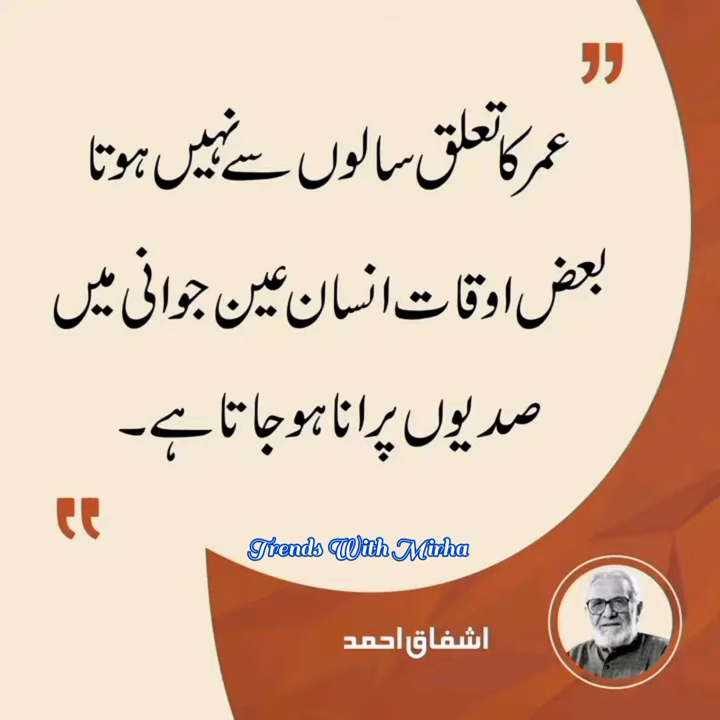 عمر کا تعلق سالوں سے نہیں ہوتا
بعض اوقات انسان عین جوانی میں
صدیوں پرانا ہو جاتا ہے۔
Trends With Mirha
اشفاق احمد